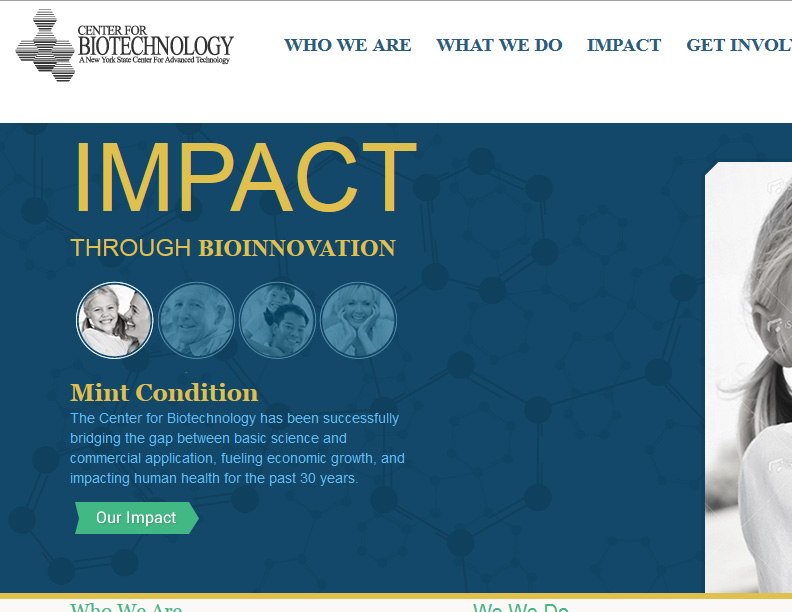 CENTER FOR
BIOTECHNOLOGY
A New York State Center For Advanced Technology
WHO WE ARE WHAT WE DO IMPACT GET INVOLV
IMPACT
THROUGH BIOINNOVATION
Mint Condition
The Center for Biotechnology has been successfully
bridging the gap between basic science and
commercial application, fueling economic growth, and
impacting human health for the past 30 years.
Our Impact
Who We Are We We Do